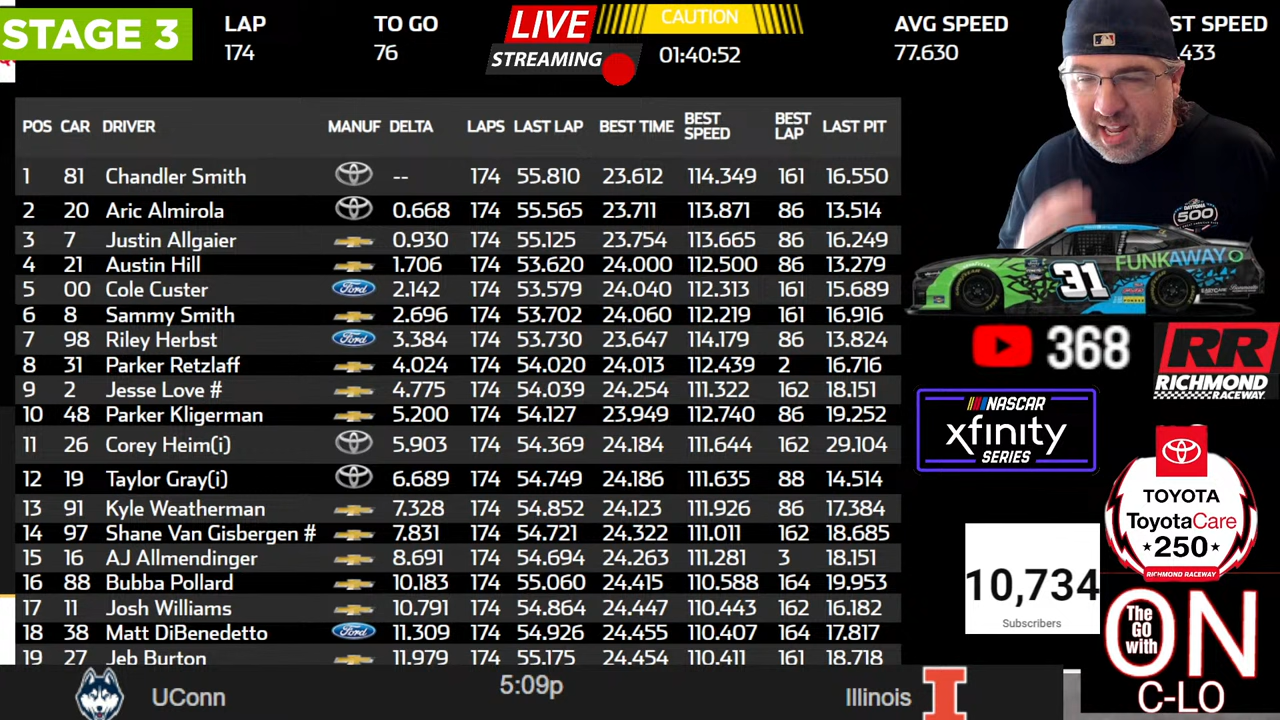 STAGE 3
LAP
174
TO GO
76
LIVE
STREAMING
CAUTION
01:40:52
AVG SPEED
77.630
ST SPEED
.433
POS CAR DRIVER MANUF DELTA LAPS LAST LAP BEST TIME BEST SPEED BEST LAP LAST PIT
1 81 Chandler Smith -- 174 55.810 23.612 114.349 161 16.550
2 20 Aric Almirola 0.668 174 55.565 23.711 113.871 86 13.514
3 7 Justin Allgaier 0.930 174 55.125 23.754 113.665 86 16.249
4 21 Austin Hill 1.706 174 53.620 24.000 112.500 86 13.279
5 00 Cole Custer Ford 2.142 174 53.579 24.040 112.313 161 15.689
6 8 Sammy Smith 2.696 174 53.702 24.060 112.219 161 16.916
7 98 Riley Herbst Ford 3.384 174 53.730 23.647 114.179 86 13.824
8 31 Parker Retzlaff 4.024 174 54.020 24.013 112.439 2 16.716
9 2 Jesse Love # 4.775 174 54.039 24.254 111.322 162 18.151
10 48 Parker Kligerman 5.200 174 54.127 23.949 112.740 86 19.252
11 26 Corey Heim(i) 5.903 174 54.369 24.184 111.644 162 29.104
12 19 Taylor Gray(i) 6.689 174 54.749 24.186 111.635 88 14.514
13 91 Kyle Weatherman 7.328 174 54.852 24.123 111.926 86 17.384
14 97 Shane Van Gisbergen # 7.831 174 54.721 24.322 111.011 162 18.685
15 16 AJ Allmendinger 8.691 174 54.694 24.263 111.281 3 18.151
16 88 Bubba Pollard 10.183 174 55.060 24.415 110.588 164 19.953
17 11 Josh Williams 10.791 174 54.864 24.447 110.443 162 16.182
18 38 Matt DiBenedetto Ford 11.309 174 54.926 24.455 110.407 164 17.817
19 27 Jeb Burton 11.979 174 55.175 24.454 110.411 161 18.718
DAYTONA
500
FUNKAWAY
31
368
RR
RICHMOND
RACEWAY
NASCAR
xfinity
SERIES
TOYOTA
ToyotaCare
250
RICHMOND RACEWAY
10,734
Subscribers
The
GO
with
ON
C-LO
UConn
5:09p
Illinois
I